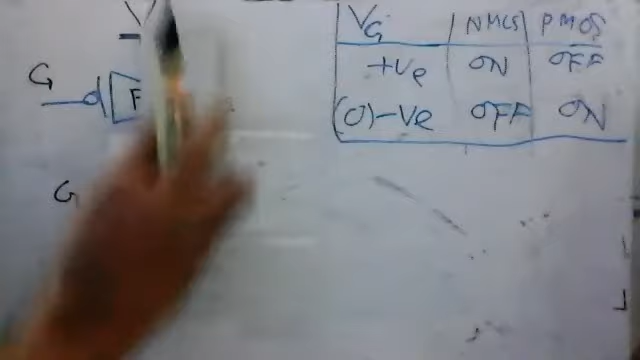 V
VG NMOS PMOS
+ve ON OFF
(0)-ve OFF ON
G
F
G